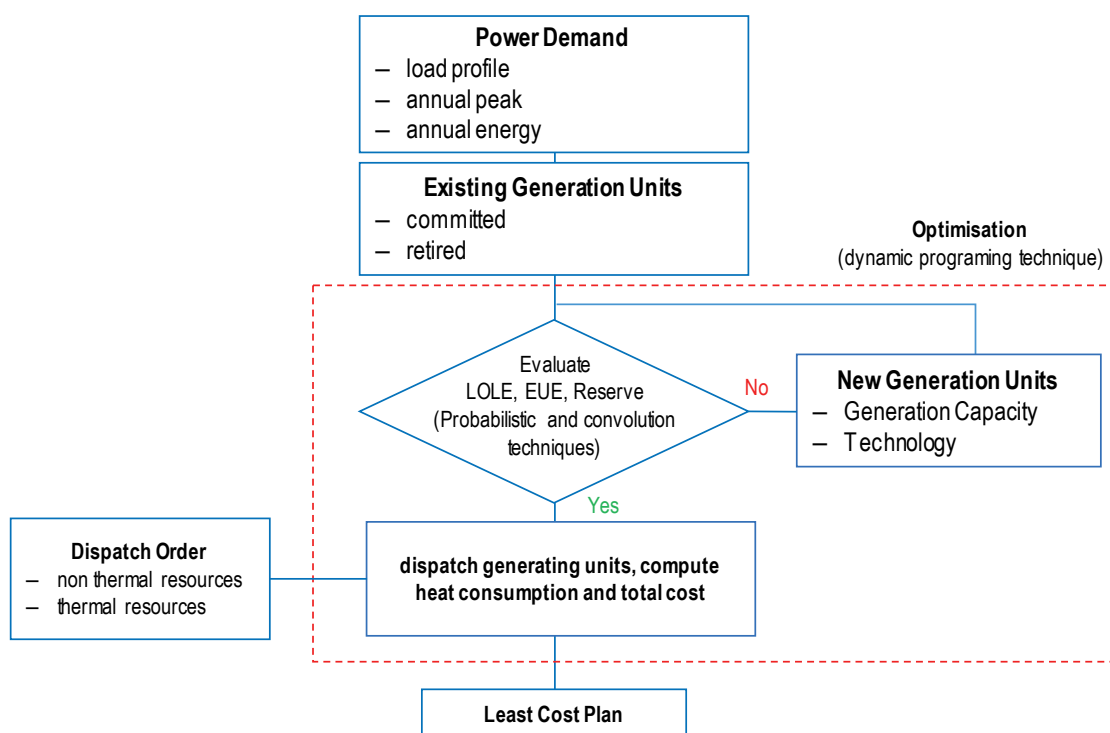 Power Demand
– load profile
– annual peak
– annual energy
Existing Generation Units
– committed
– retired
Optimisation
(dynamic programing technique)
Evaluate
LOLE, EUE, Reserve
(Probabilistic and convolution
techniques)
No
New Generation Units
– Generation Capacity
– Technology
Yes
Dispatch Order
– non thermal resources
– thermal resources
dispatch generating units, compute
heat consumption and total cost
Least Cost Plan